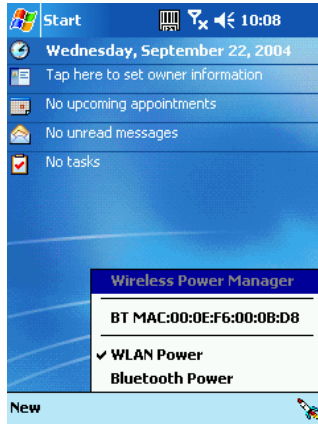 Start 10:08
Wednesday, September 22, 2004
Tap here to set owner information
No upcoming appointments
No unread messages
No tasks
Wireless Power Manager
BT MAC:00:0E:F6:00:0B:D8
WLAN Power
Bluetooth Power
New